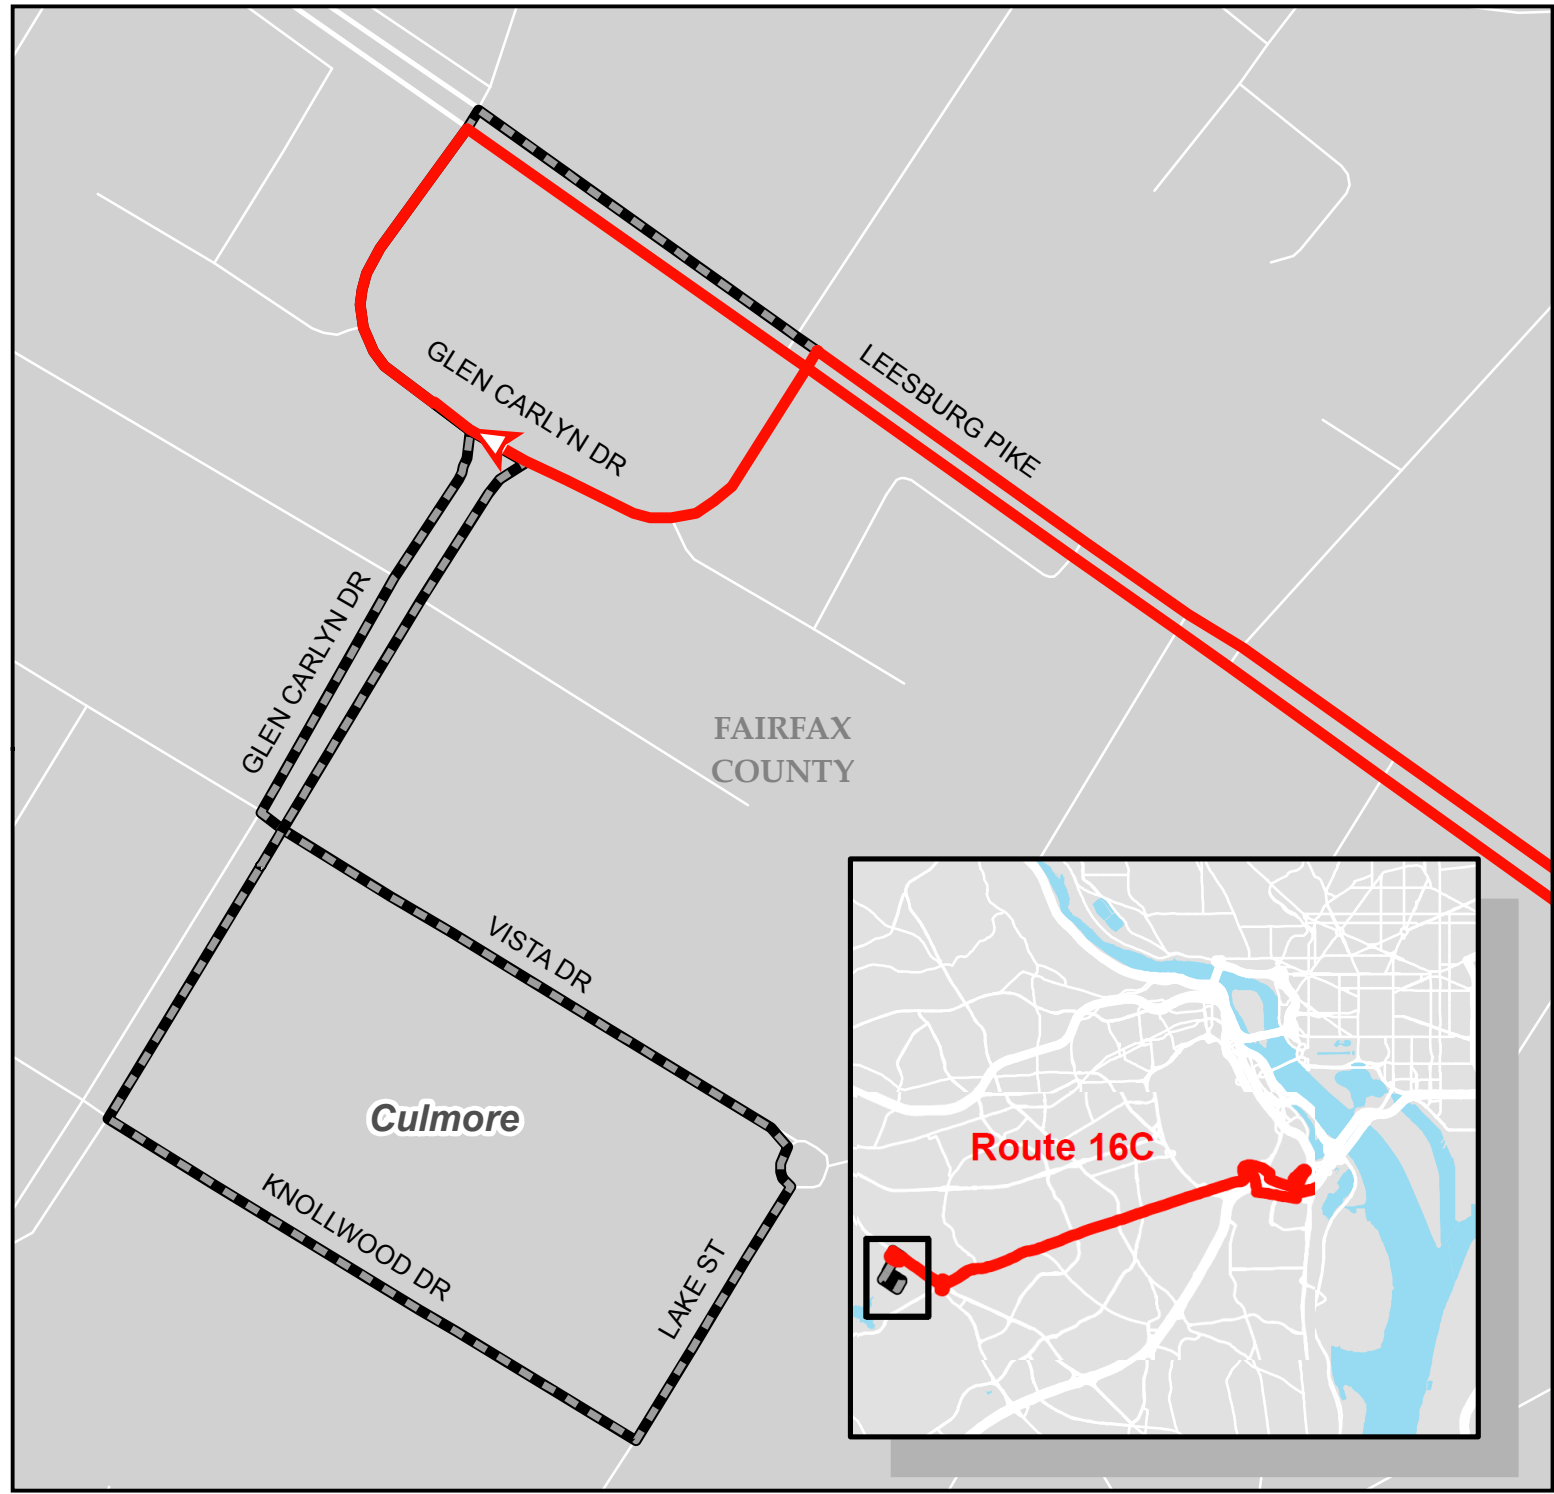 GLEN CARLYN DR
LEESBURG PIKE
GLEN CARLYN DR
FAIRFAX
COUNTY
VISTA DR
Culmore
KNOLLWOOD DR
LAKE ST
Route 16C